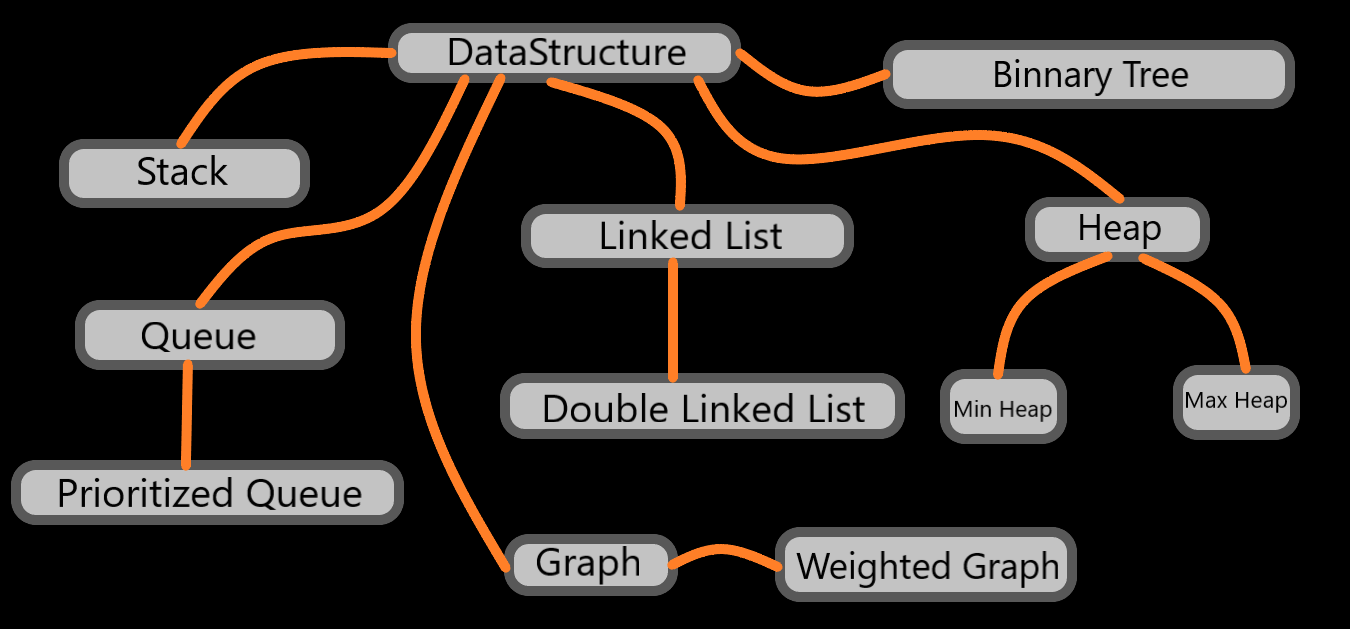 DataStructure
Binnary Tree
Stack
Linked List
Heap
Queue
Double Linked List
Min Heap
Max Heap
Prioritized Queue
Graph
Weighted Graph